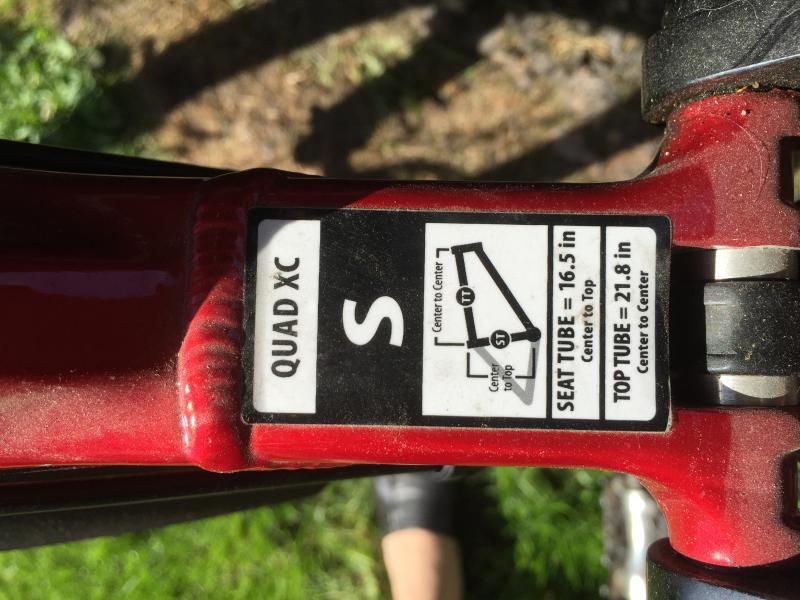 QUAD XC
S
Center to Center
TT
ST
Center
to Top
SEAT TUBE = 16.5 in
Center to Top
TOP TUBE = 21.8 in
Center to Center